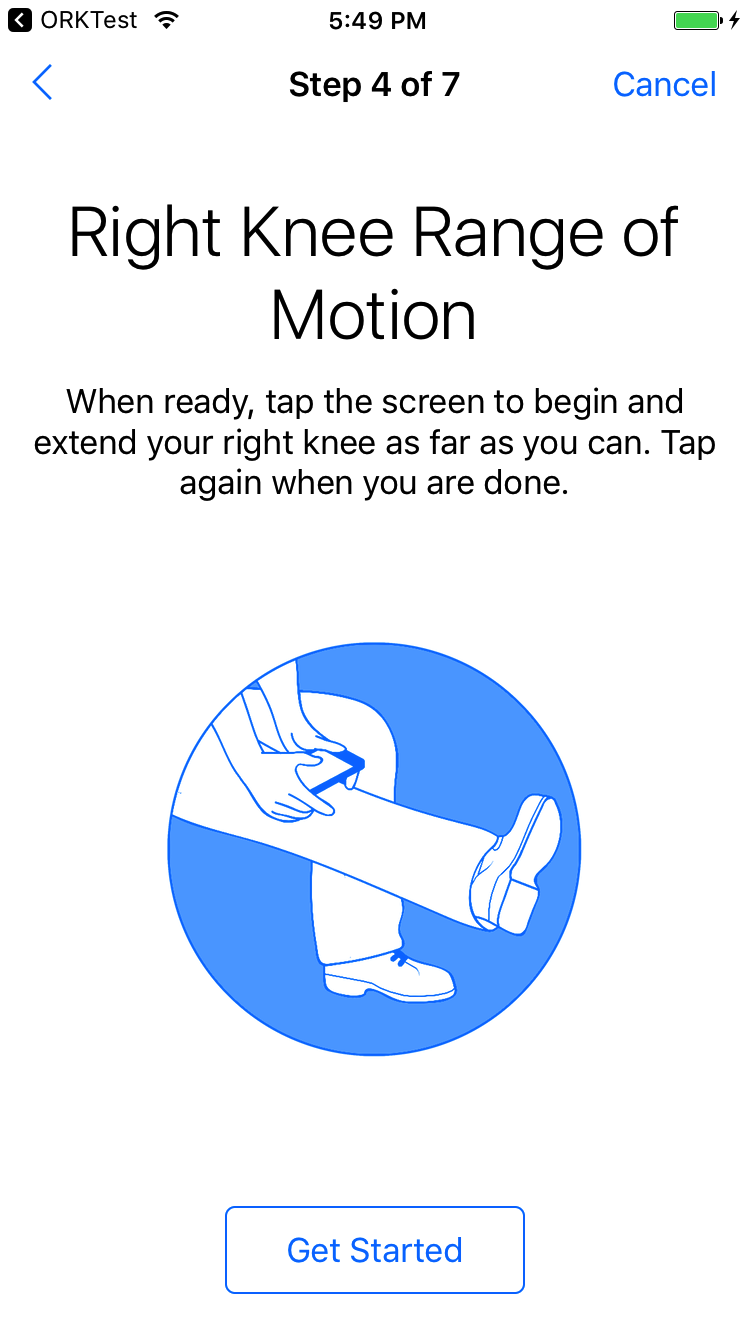 ORKTest
5:49 PM
Step 4 of 7
Cancel
Right Knee Range of
Motion
When ready, tap the screen to begin and
extend your right knee as far as you can. Tap
again when you are done.
Get Started